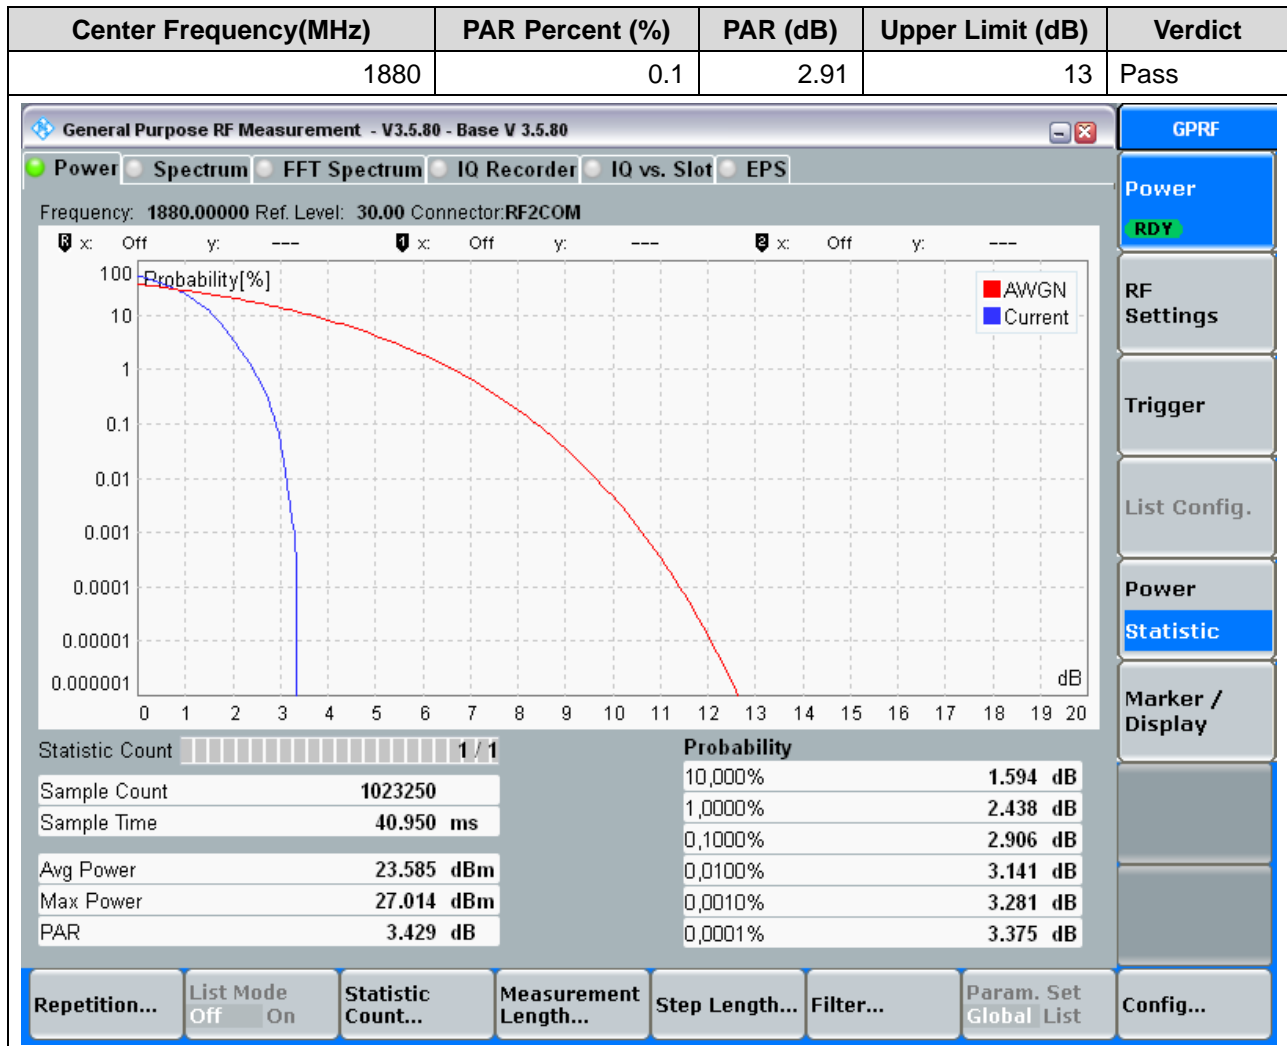 Center Frequency(MHz) PAR Percent (%) PAR (dB) Upper Limit (dB) Verdict
1880 0.1 2.91 13 Pass
General Purpose RF Measurement - V3.5.80 - Base V 3.5.80
GPRF
Power Spectrum FFT Spectrum IQ Recorder IQ vs. Slot EPS
Power
RDY
Frequency: 1880.00000 Ref. Level: 30.00 Connector:RF2COM
R x: Off y: --- 1 x: Off y: --- 2 x: Off y: ---
Probability[%]
100
10
1
0.1
0.01
0.001
0.0001
0.00001
0.000001
AWGN
Current
dB
0 1 2 3 4 5 6 7 8 9 10 11 12 13 14 15 16 17 18 19 20
RF
Settings
Trigger
List Config.
Power
Statistic
Marker /
Display
Statistic Count 1 / 1
Sample Count 1023250
Sample Time 40.950 ms
Avg Power 23.585 dBm
Max Power 27.014 dBm
PAR 3.429 dB
Probability
10,000% 1.594 dB
1,0000% 2.438 dB
0,1000% 2.906 dB
0,0100% 3.141 dB
0,0010% 3.281 dB
0,0001% 3.375 dB
Repetition...
List Mode
Off On
Statistic
Count...
Measurement
Length...
Step Length...
Filter...
Param. Set
Global List
Config...